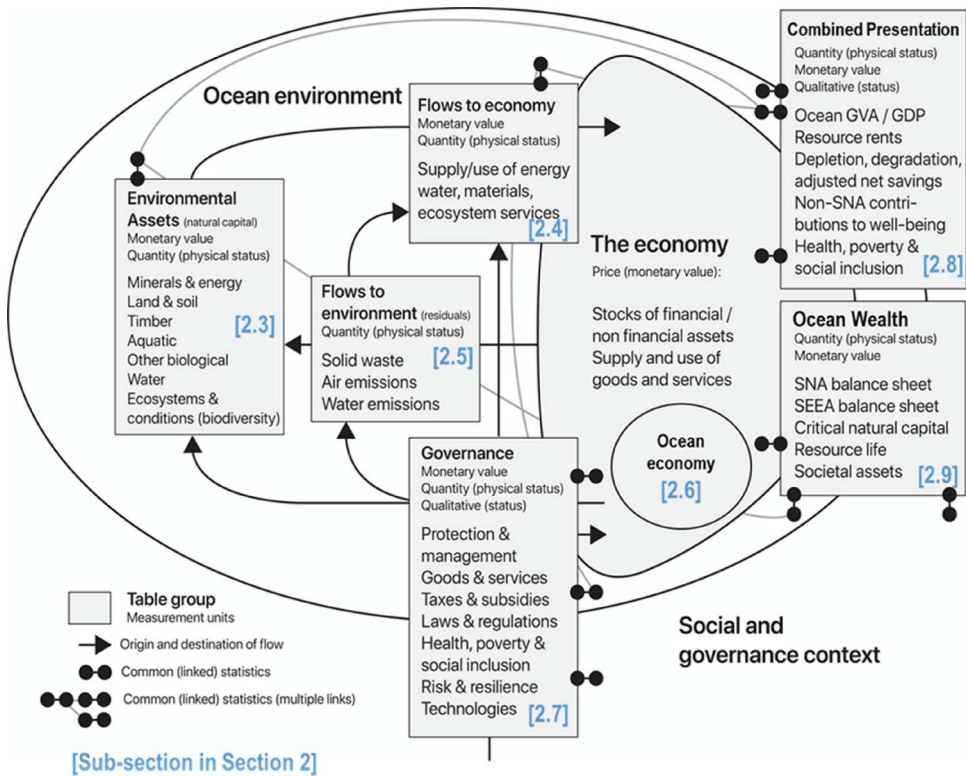 Ocean environment
Flows to economy
Monetary value
Quantity (physical status)
Supply/use of energy
water, materials,
ecosystem services
[2.4]
Environmental
Assets (natural capital)
Monetary value
Quantity (physical status)
Minerals & energy
Land & soil
Timber
Aquatic
Other biological
Water
Ecosystems &
conditions (biodiversity)
[2.3]
Flows to
environment (residuals)
Quantity (physical status)
Solid waste
Air emissions
Water emissions
[2.5]
The economy
Price (monetary value):
Stocks of financial /
non financial assets
Supply and use of
goods and services
Ocean
economy
[2.6]
Governance
Monetary value
Quantity (physical status)
Qualitative (status)
Protection &
management
Goods & services
Taxes & subsidies
Laws & regulations
Health, poverty &
social inclusion
Risk & resilience
Technologies
[2.7]
Combined Presentation
Quantity (physical status)
Monetary value
Qualitative (status)
Ocean GVA / GDP
Resource rents
Depletion, degradation,
adjusted net savings
Non-SNA contri-
butions to well-being
Health, poverty &
social inclusion
[2.8]
Ocean Wealth
Quantity (physical status)
Monetary value
SNA balance sheet
SEEA balance sheet
Critical natural capital
Resource life
Societal assets
[2.9]
Social and
governance context
Table group
Measurement units
Origin and destination of flow
Common (linked) statistics
Common (linked) statistics (multiple links)
[Sub-section in Section 2]